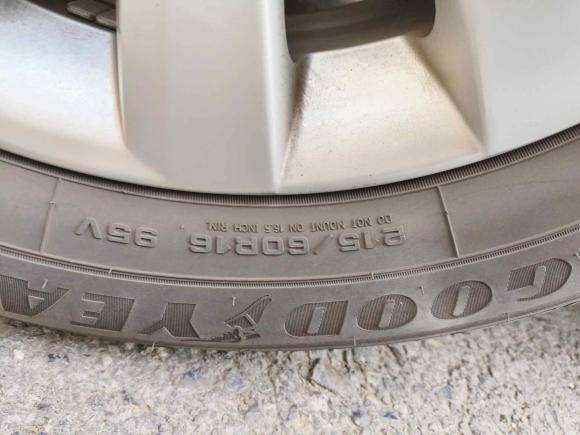 215/60R16 95V
DO NOT MOUNT ON 16.5 INCH RIM.
GOODYEA